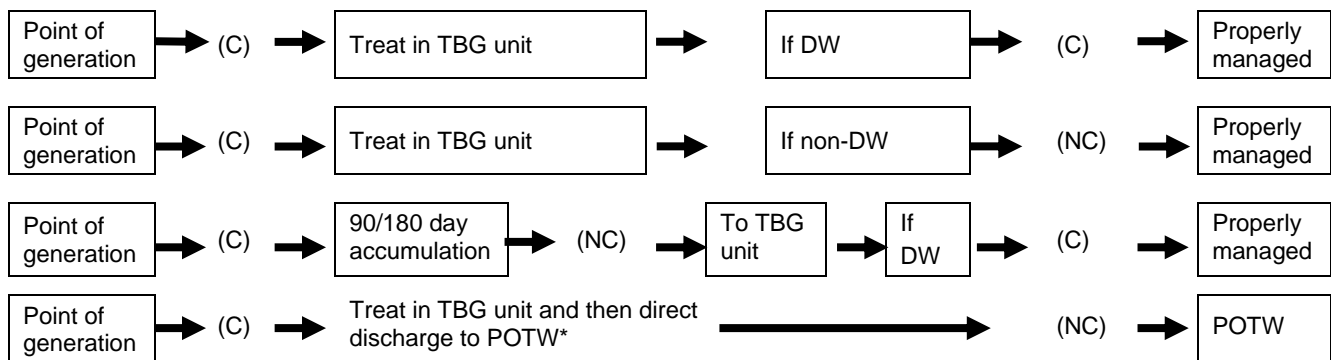 Point of generation (C) Treat in TBG unit If DW (C) Properly managed
Point of generation (C) Treat in TBG unit If non-DW (NC) Properly managed
Point of generation (C) 90/180 day accumulation (NC) To TBG unit If DW (C) Properly managed
Point of generation (C) Treat in TBG unit and then direct discharge to POTW* (NC) POTW